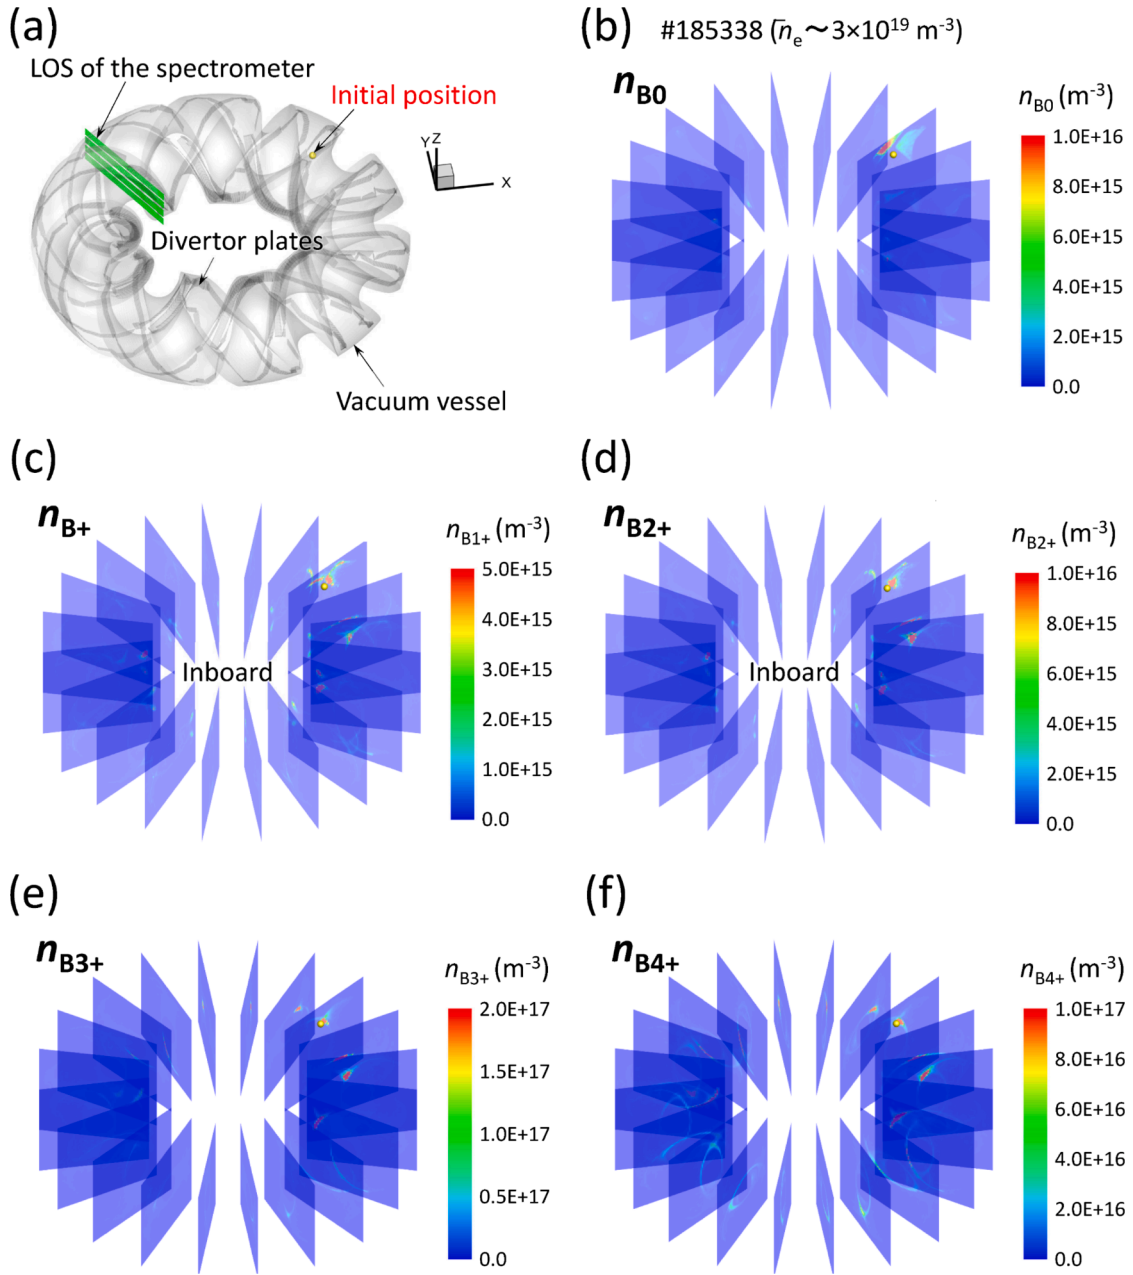 (a)
LOS of the spectrometer
Initial position
Y Z
X
Divertor plates
Vacuum vessel
(b) #185338 (n̅e～3×10¹⁹ m⁻³)
nB0
nB0 (m⁻³)
1.0E+16
8.0E+15
6.0E+15
4.0E+15
2.0E+15
0.0
(c)
nB+
nB1+ (m⁻³)
5.0E+15
4.0E+15
3.0E+15
2.0E+15
1.0E+15
0.0
Inboard
(d)
nB2+
nB2+ (m⁻³)
1.0E+16
8.0E+15
6.0E+15
4.0E+15
2.0E+15
0.0
Inboard
(e)
nB3+
nB3+ (m⁻³)
2.0E+17
1.5E+17
1.0E+17
0.5E+17
0.0
(f)
nB4+
nB4+ (m⁻³)
1.0E+17
8.0E+16
6.0E+16
4.0E+16
2.0E+16
0.0